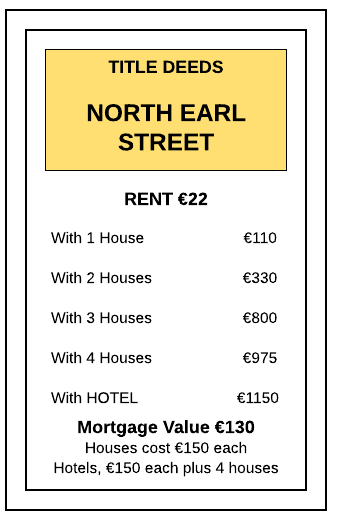 TITLE DEEDS
NORTH EARL
STREET
RENT €22
With 1 House €110
With 2 Houses €330
With 3 Houses €800
With 4 Houses €975
With HOTEL €1150
Mortgage Value €130
Houses cost €150 each
Hotels, €150 each plus 4 houses